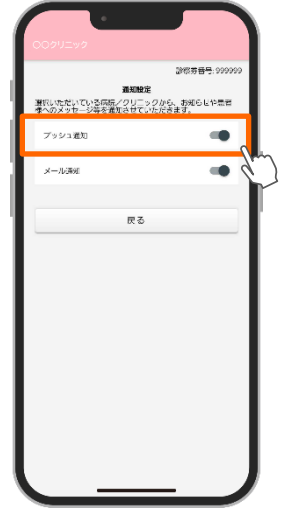 〇〇クリニック
診察券番号:999999
通知設定
選択いただいている病院/クリニックから、お知らせや患者
様へのメッセージ等を通知させていただきます。
プッシュ通知
メール通知
戻る